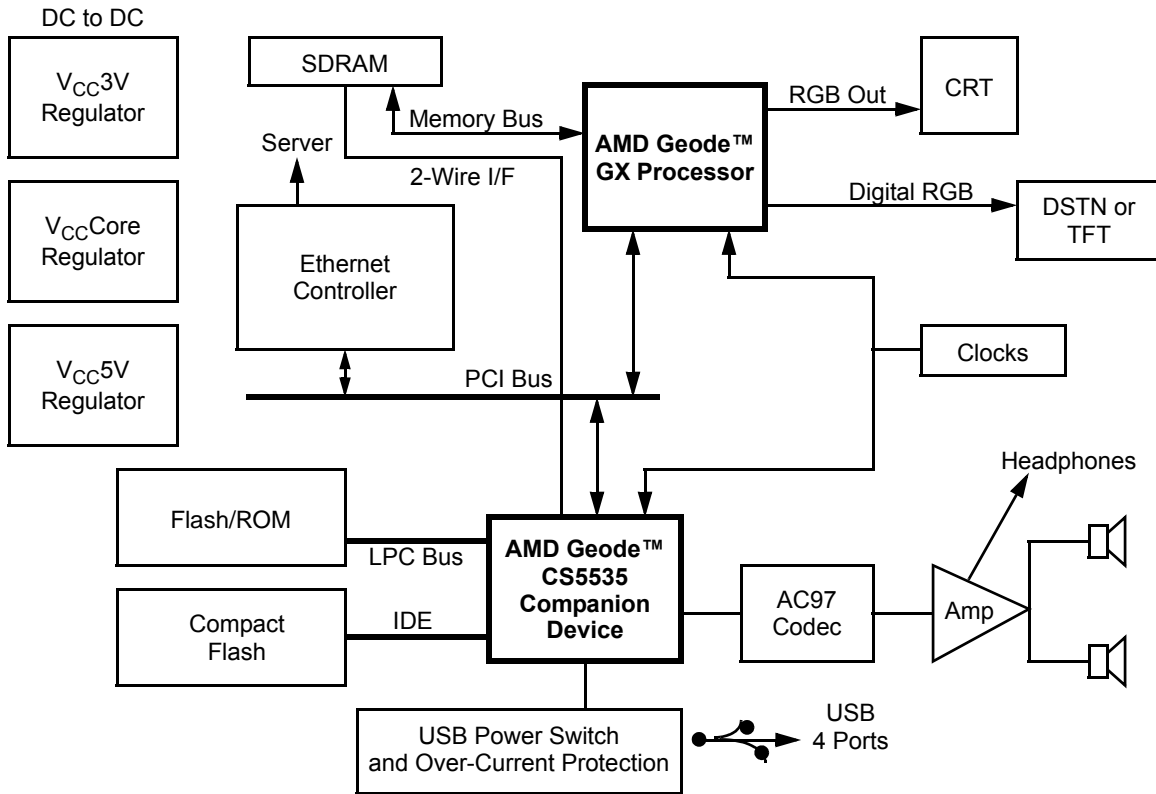 DC to DC
VCC3V
Regulator
VCCCore
Regulator
VCC5V
Regulator
SDRAM
Memory Bus
Server
2-Wire I/F
Ethernet
Controller
AMD Geode™
GX Processor
RGB Out
CRT
Digital RGB
DSTN or
TFT
Clocks
PCI Bus
Flash/ROM
LPC Bus
Compact
Flash
IDE
AMD Geode™
CS5535
Companion
Device
AC97
Codec
Amp
Headphones
USB Power Switch
and Over-Current Protection
USB
4 Ports